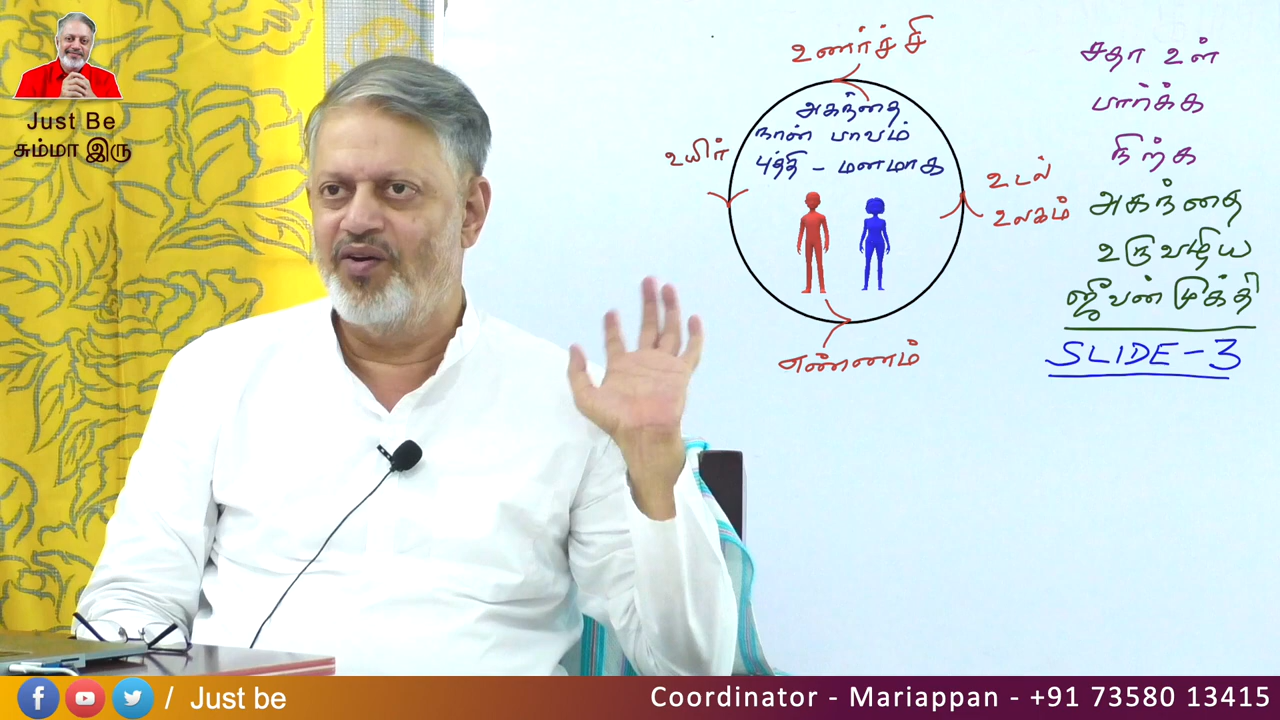 Just Be
சும்மா இரு
உணர்ச்சி
அகந்தை
நான் பாவம்
புத்தி - மனமாக
உயிர்
உடல்
உலகம்
எண்ணம்
சதா உள்
பார்க்க
நிற்க
அகந்தை
உருவழிய
ஜீவன் முக்தி
SLIDE-3
/ Just be
Coordinator - Mariappan - +91 73580 13415